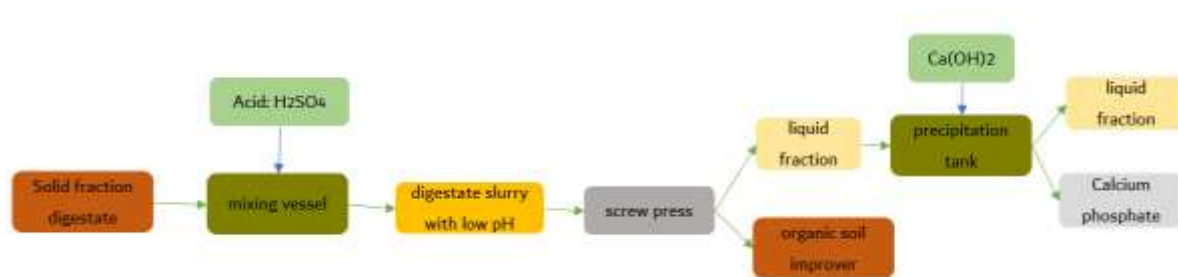 Solid fraction
digestate
Acid: H2SO4
mixing vessel
digestate slurry
with low pH
screw press
liquid
fraction
organic soil
improver
Ca(OH)2
precipitation
tank
liquid
fraction
Calcium
phosphate